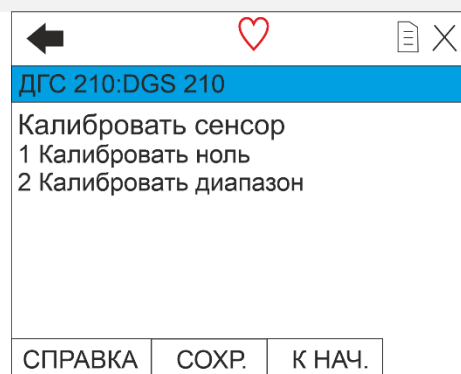 ДГС 210:DGS 210
Калибровать сенсор
1 Калибровать ноль
2 Калибровать диапазон
СПРАВКА СОХР. К НАЧ.